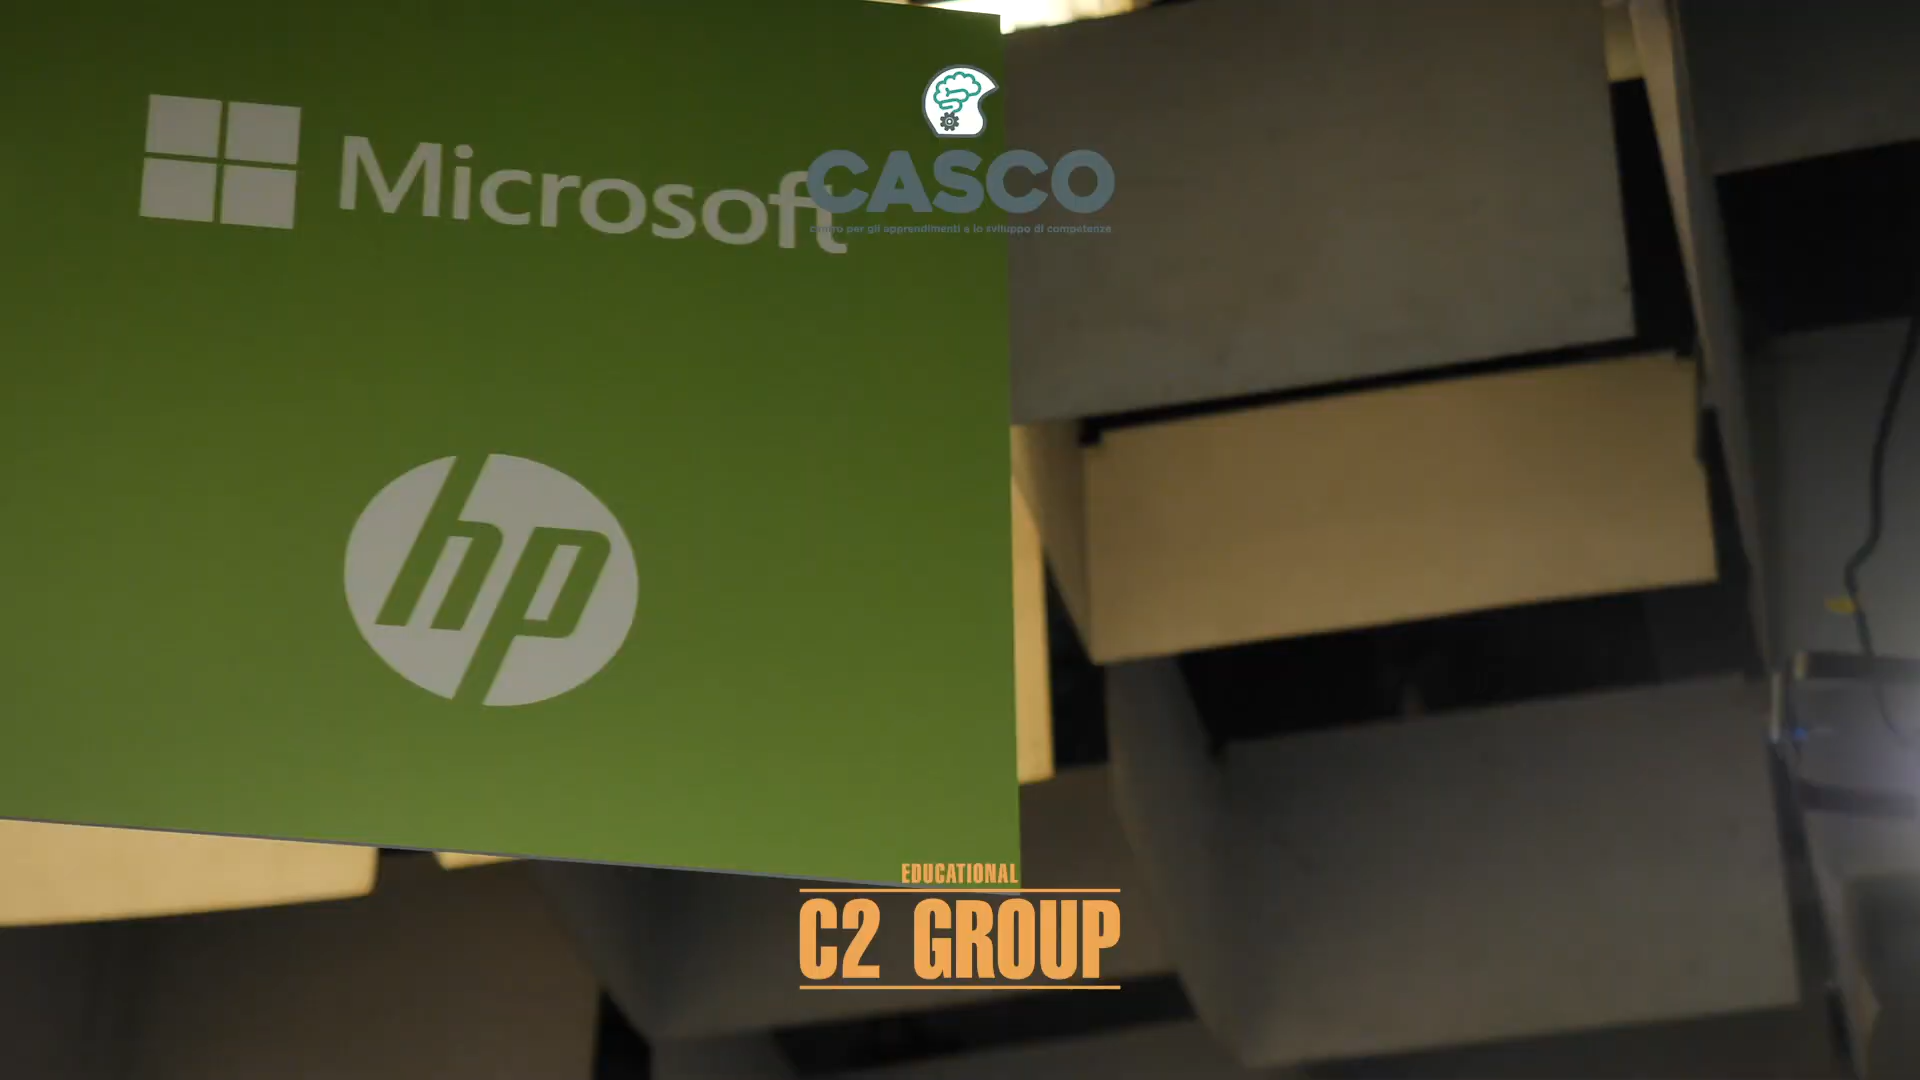 Microsoft
CASCO
centro per gli apprendimenti e lo sviluppo di competenze
hp
EDUCATIONAL
C2 GROUP